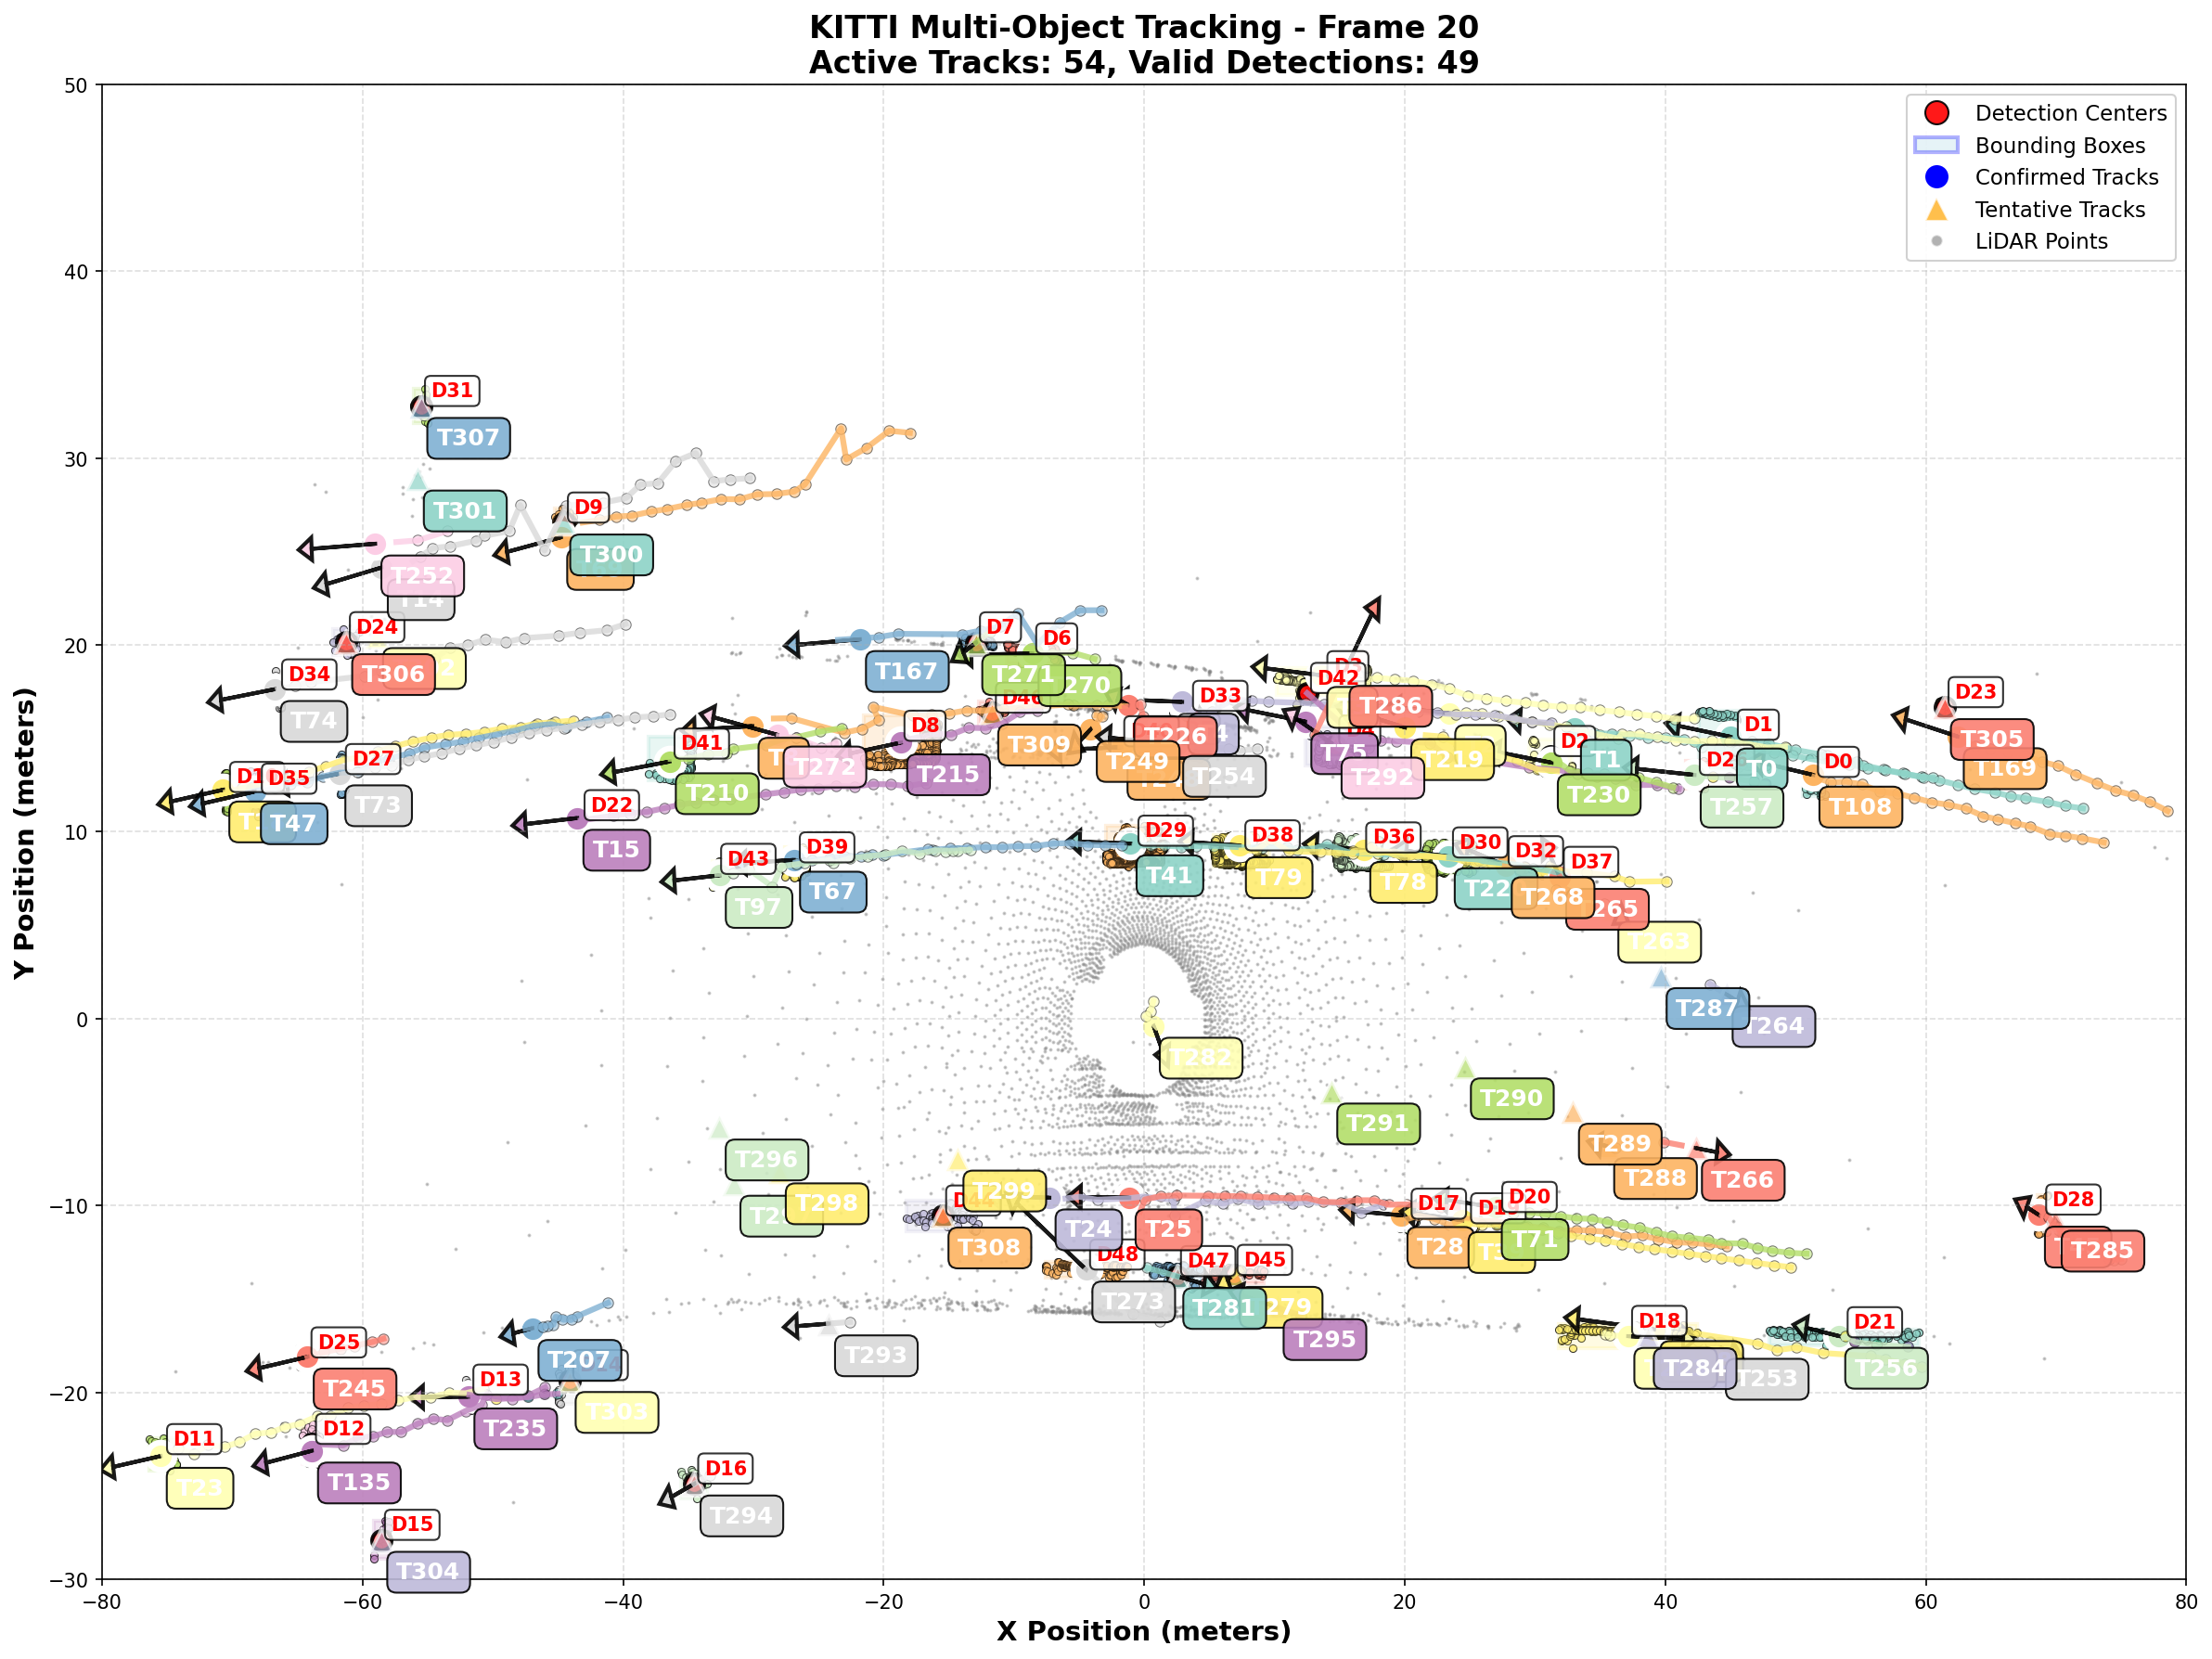 KITTI Multi-Object Tracking - Frame 20
Active Tracks: 54, Valid Detections: 49
Detection Centers
Bounding Boxes
Confirmed Tracks
Tentative Tracks
LiDAR Points
Y Position (meters)
50
40
30
20
10
0
−10
−20
−30
D31
T307
T301
D9
T300
T252
T14
D24
T306
D34
T74
D7
D6
T167
T271
T270
D33
D42
T286
D23
T305
T169
D1
D46
D8
D41
T272
T215
T210
T309
T226
T249
T254
T75
T292
T219
T1
T230
T0
T257
D0
T108
D27
D35
T47
T73
D22
T15
D29
D38
D36
D30
D32
D37
D39
D43
T41
T79
T78
T268
T265
T67
T97
T263
T287
T264
T282
T290
T291
T289
T288
T266
T296
T298
T299
T308
T24
T25
D17
D20
T28
T71
D28
T285
D48
D47
D45
T273
T281
T279
T295
T293
D18
D21
T284
T253
T256
D25
T207
T245
D13
T303
T235
D12
D11
T23
T135
D16
T294
D15
T304
−80
−60
−40
−20
0
20
40
60
80
X Position (meters)